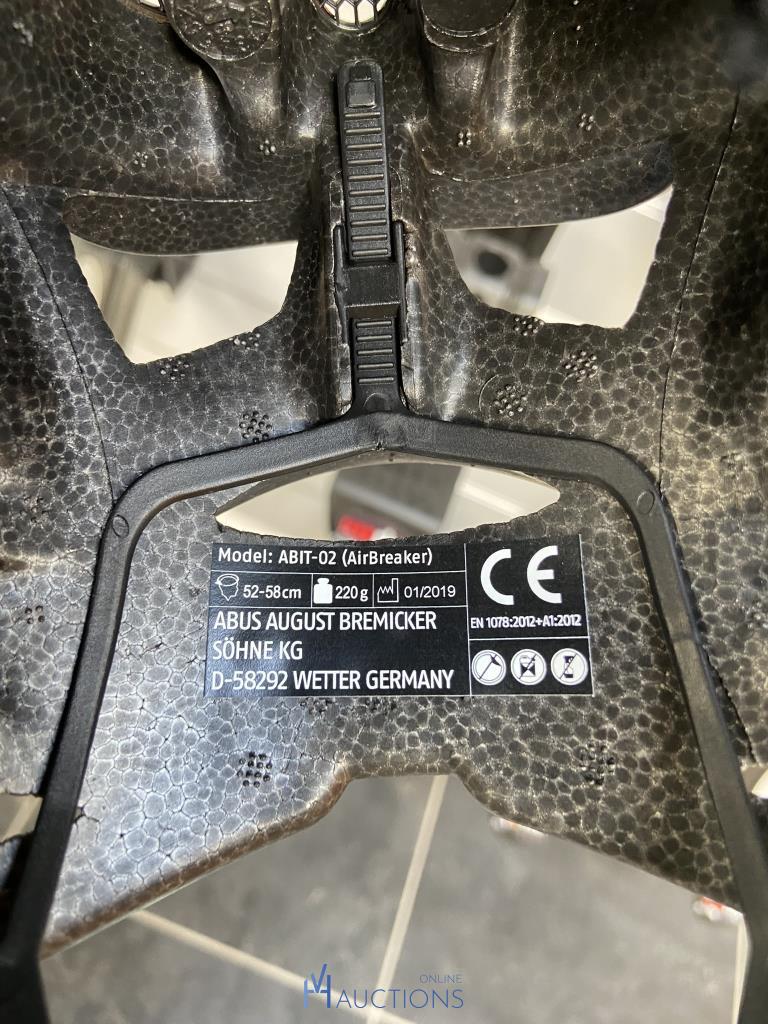 Model: ABIT-02 (AirBreaker)
52-58cm 220g 01/2019
ABUS AUGUST BREMICKER
SÖHNE KG
D-58292 WETTER GERMANY
CE
EN 1078:2012+A1:2012
VH ONLINE
AUCTIONS